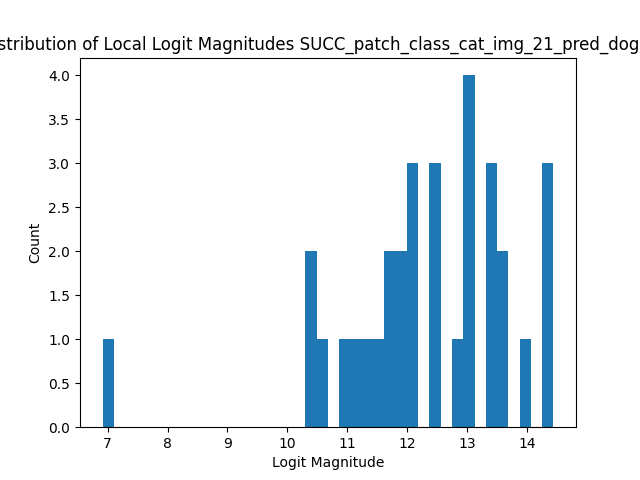 stribution of Local Logit Magnitudes SUCC_patch_class_cat_img_21_pred_dog
4.0
3.5
3.0
2.5
2.0
1.5
1.0
0.5
0.0
Count
7 8 9 10 11 12 13 14
Logit Magnitude